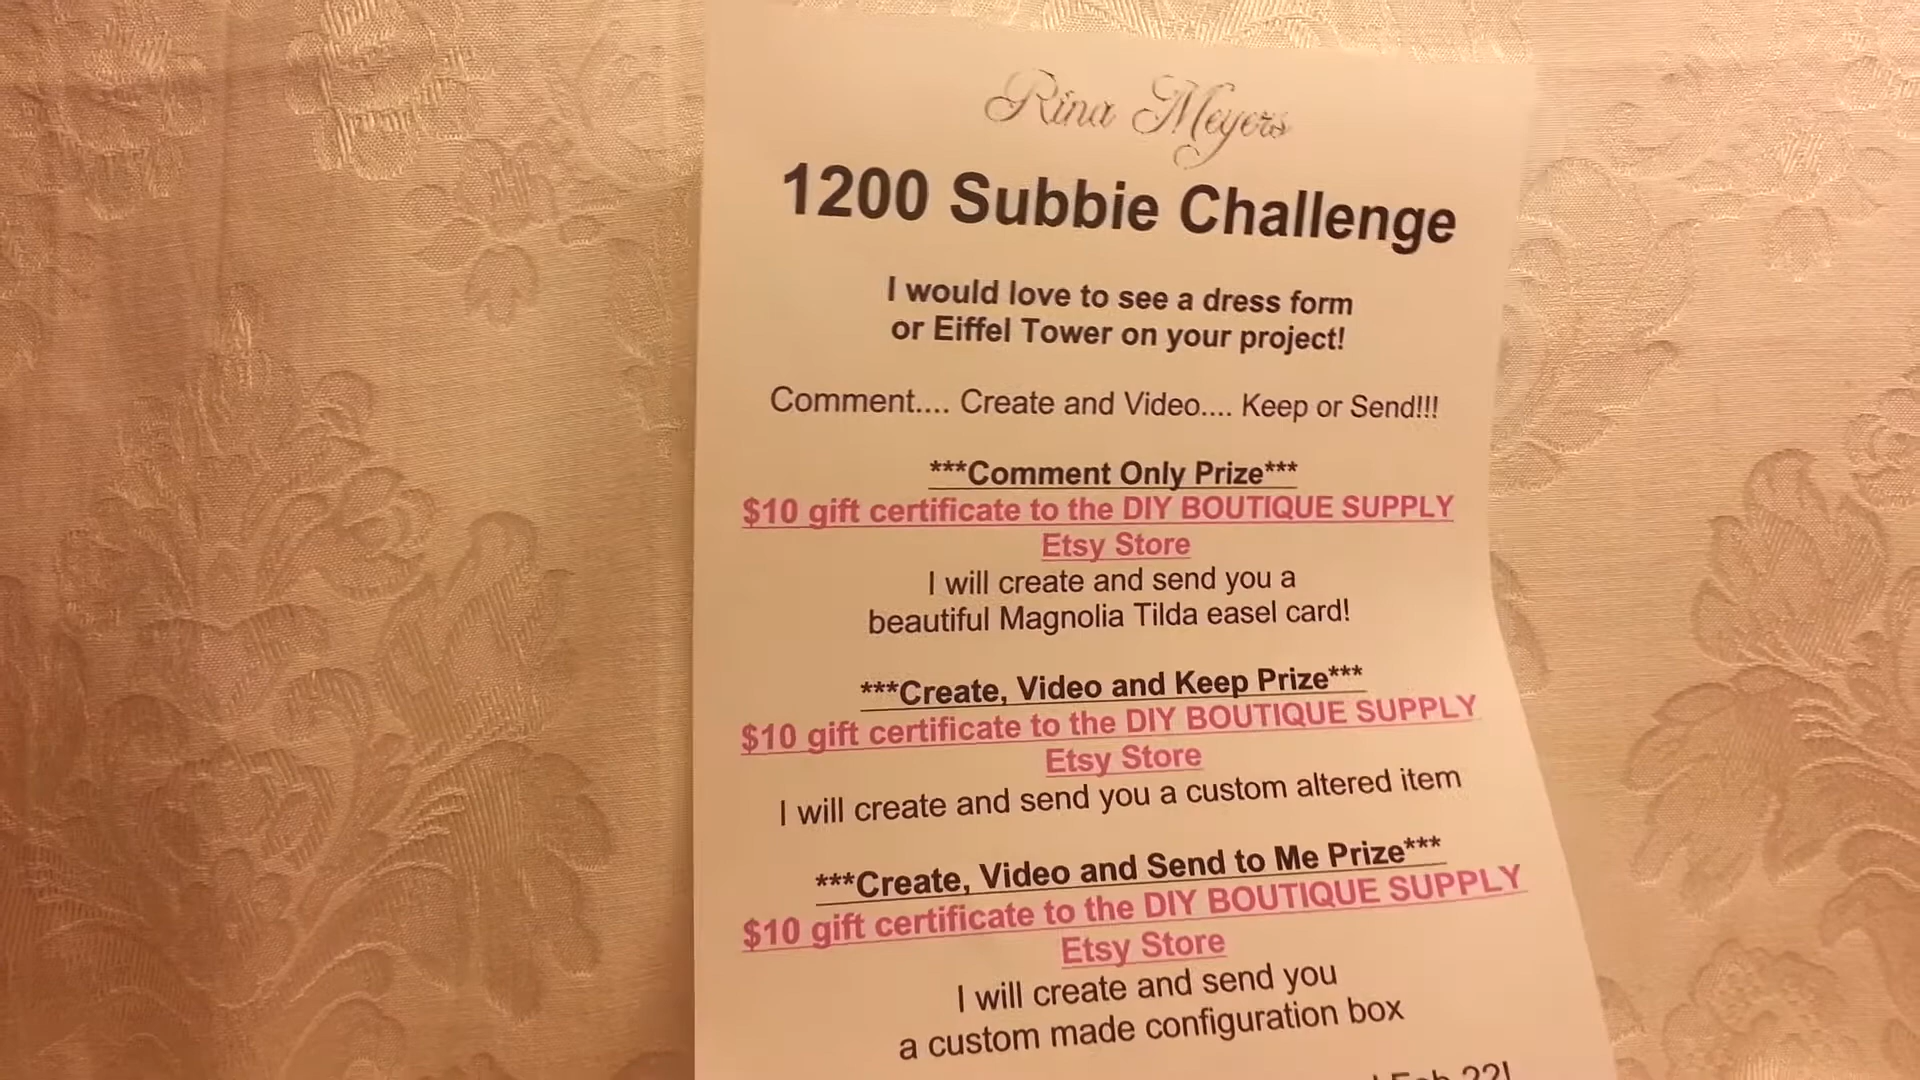 Rina Meyers
1200 Subbie Challenge
I would love to see a dress form
or Eiffel Tower on your project!
Comment.... Create and Video.... Keep or Send!!!
***Comment Only Prize***
$10 gift certificate to the DIY BOUTIQUE SUPPLY
Etsy Store
I will create and send you a
beautiful Magnolia Tilda easel card!
***Create, Video and Keep Prize***
$10 gift certificate to the DIY BOUTIQUE SUPPLY
Etsy Store
I will create and send you a custom altered item
***Create, Video and Send to Me Prize***
$10 gift certificate to the DIY BOUTIQUE SUPPLY
Etsy Store
I will create and send you
a custom made configuration box
Feb 22!